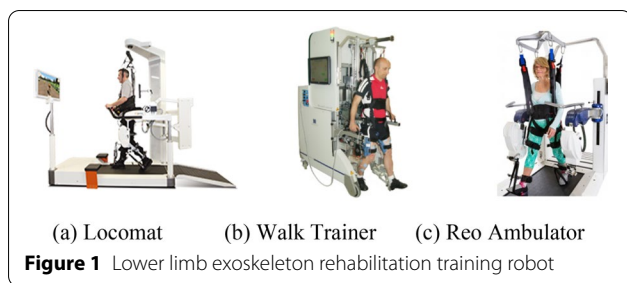 (a) Locomat (b) Walk Trainer (c) Reo Ambulator
Figure 1 Lower limb exoskeleton rehabilitation training robot